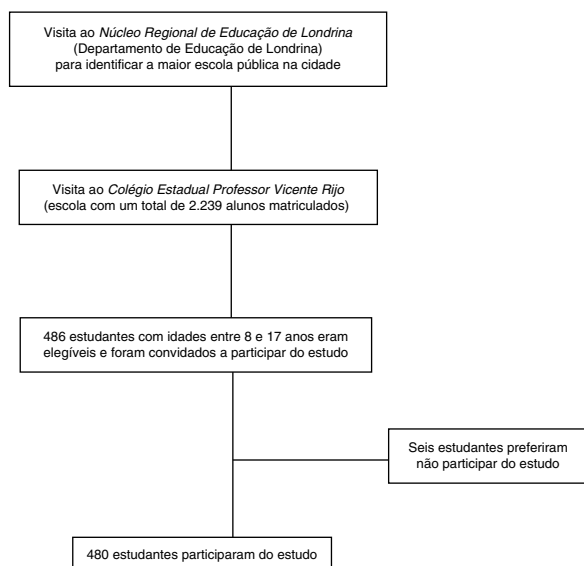 Visita ao Núcleo Regional de Educação de Londrina
(Departamento de Educação de Londrina)
para identificar a maior escola pública na cidade
Visita ao Colégio Estadual Professor Vicente Rijo
(escola com um total de 2.239 alunos matriculados)
486 estudantes com idades entre 8 e 17 anos eram
elegíveis e foram convidados a participar do estudo
Seis estudantes preferiram
não participar do estudo
480 estudantes participaram do estudo